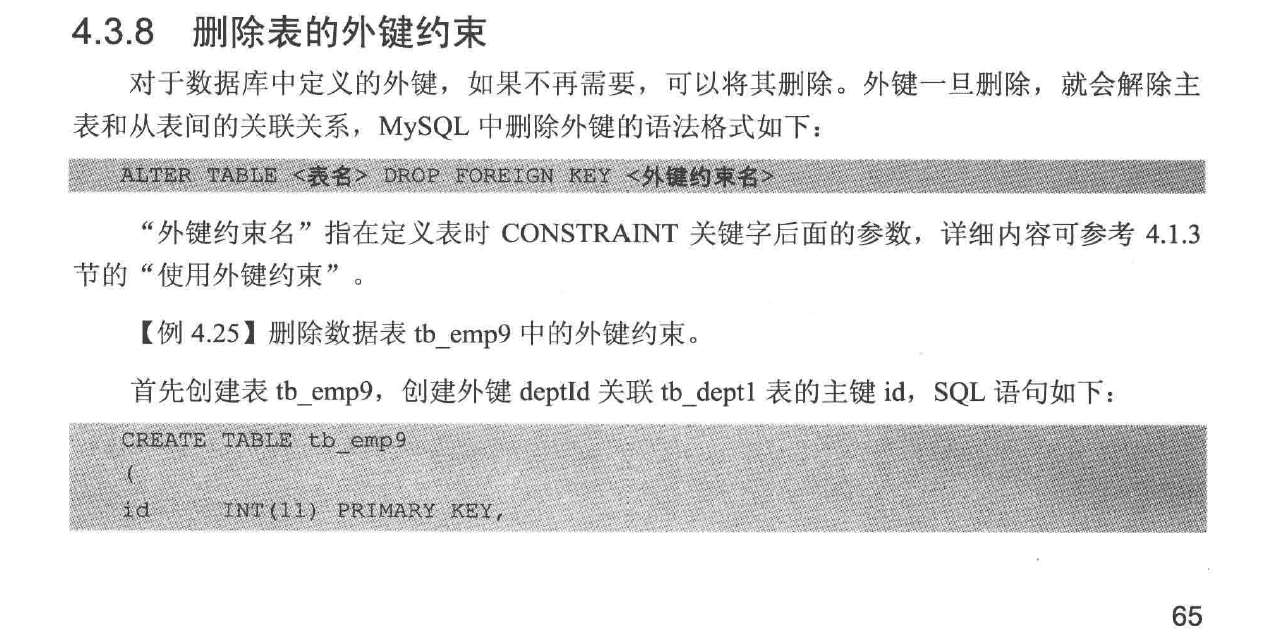 4.3.8 删除表的外键约束
对于数据库中定义的外键，如果不再需要，可以将其删除。外键一旦删除，就会解除主
表和从表间的关联关系，MySQL 中删除外键的语法格式如下：
ALTER TABLE <表名> DROP FOREIGN KEY <外键约束名>
“外键约束名”指在定义表时 CONSTRAINT 关键字后面的参数，详细内容可参考 4.1.3
节的“使用外键约束”。
【例 4.25】删除数据表 tb_emp9 中的外键约束。
首先创建表 tb_emp9，创建外键 deptId 关联 tb_dept1 表的主键 id，SQL 语句如下：
CREATE TABLE tb_emp9
(
id INT(11) PRIMARY KEY,
65